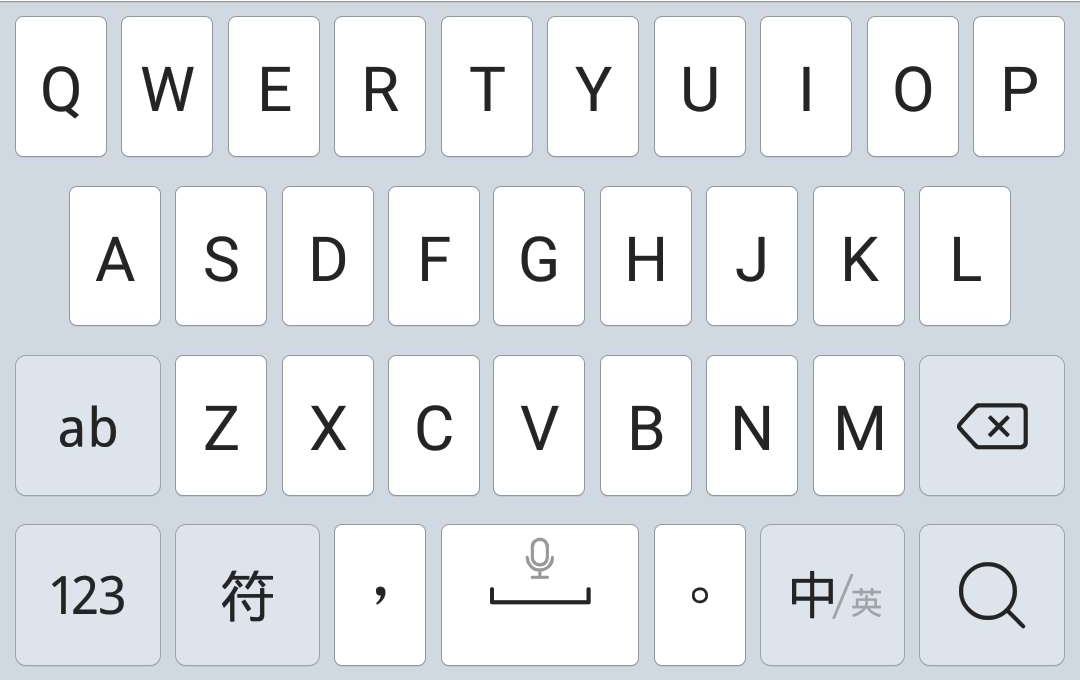 Q W E R T Y U I O P
A S D F G H J K L
ab Z X C V B N M
123 符 ， 。 中/英